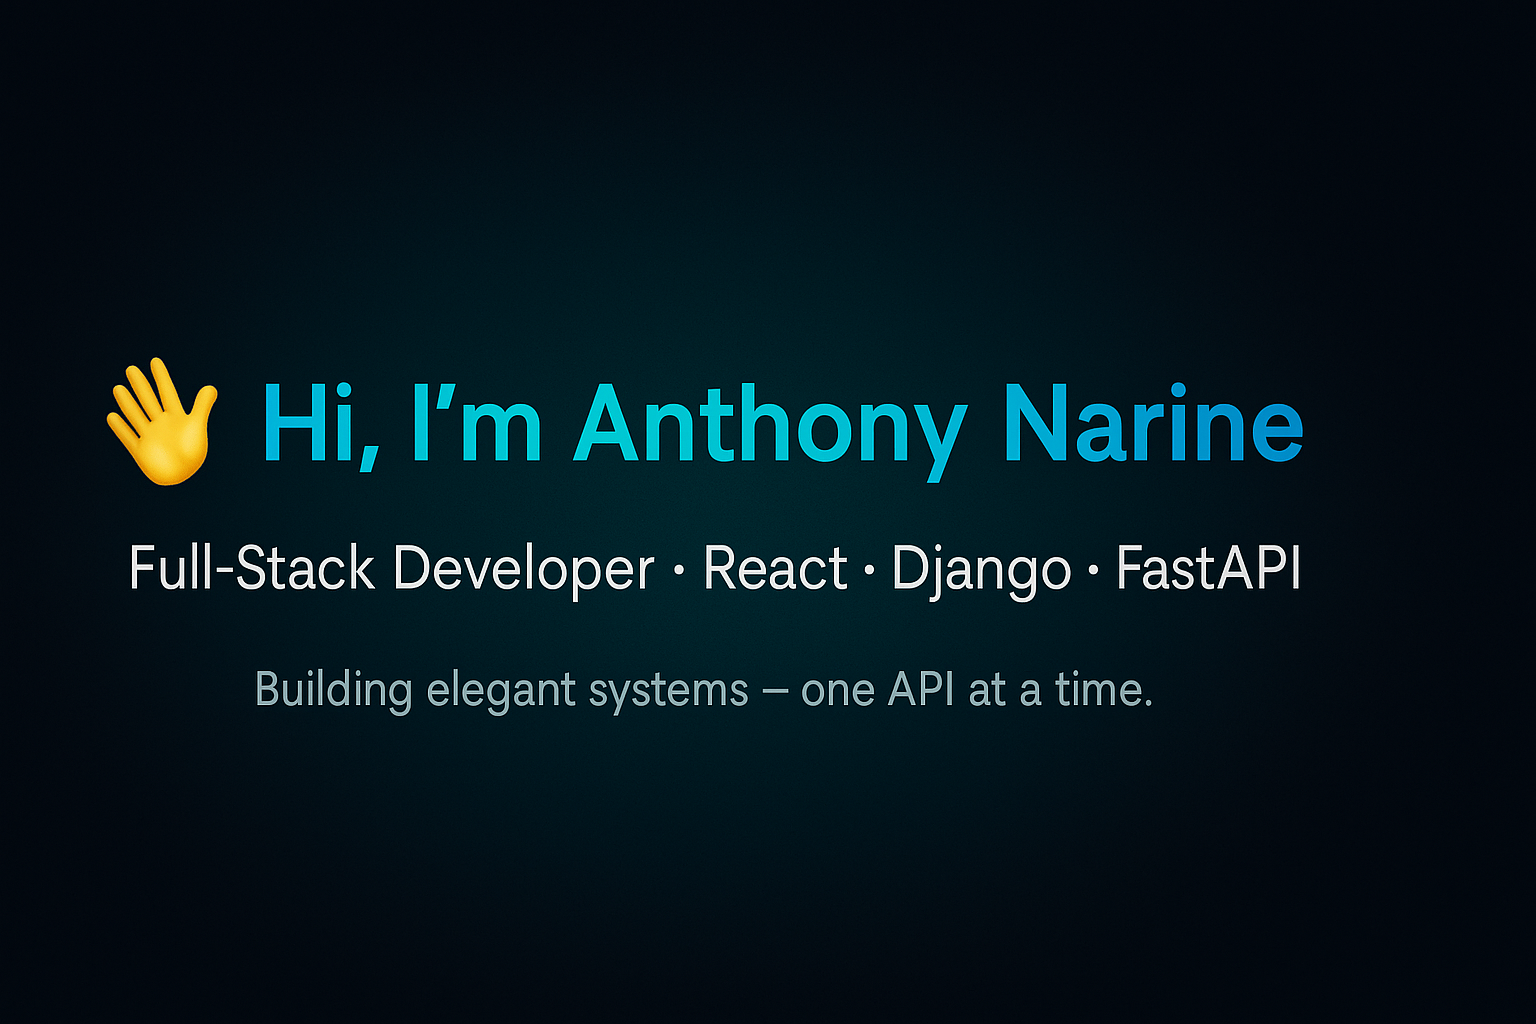 👋 Hi, I’m Anthony Narine
Full-Stack Developer · React · Django · FastAPI
Building elegant systems — one API at a time.